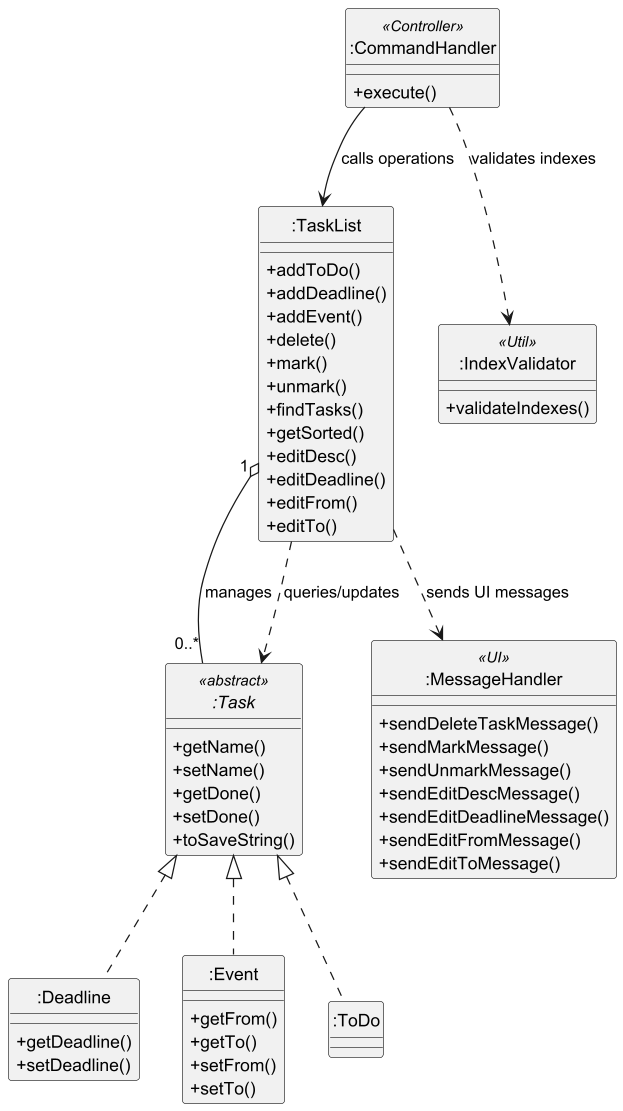 «Controller»
:CommandHandler
+execute()
calls operations
validates indexes
:TaskList
+addToDo()
+addDeadline()
+addEvent()
+delete()
+mark()
+unmark()
+findTasks()
+getSorted()
+editDesc()
+editDeadline()
+editFrom()
+editTo()
«Util»
:IndexValidator
+validateIndexes()
1
manages
queries/updates
sends UI messages
0..*
«abstract»
:Task
+getName()
+setName()
+getDone()
+setDone()
+toSaveString()
«UI»
:MessageHandler
+sendDeleteTaskMessage()
+sendMarkMessage()
+sendUnmarkMessage()
+sendEditDescMessage()
+sendEditDeadlineMessage()
+sendEditFromMessage()
+sendEditToMessage()
:Deadline
+getDeadline()
+setDeadline()
:Event
+getFrom()
+getTo()
+setFrom()
+setTo()
:ToDo